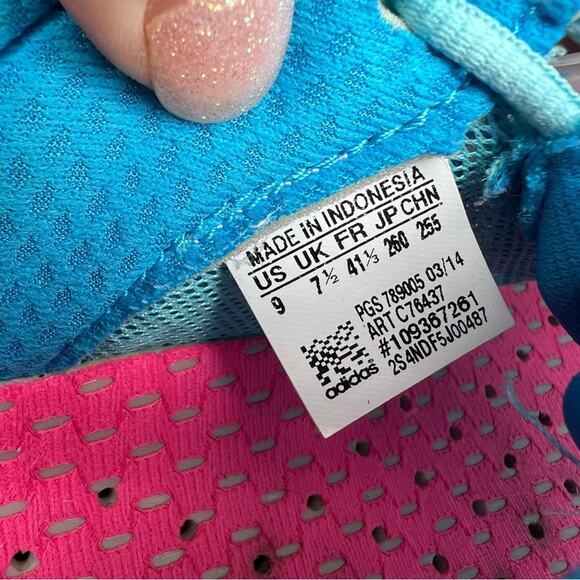 MADE IN INDONESIA
US UK FR JP CHN
9 7½ 41⅓ 260 255
PGS 789005 03/14
ART C76437
#109367261
2S4NDF5J00487
adidas